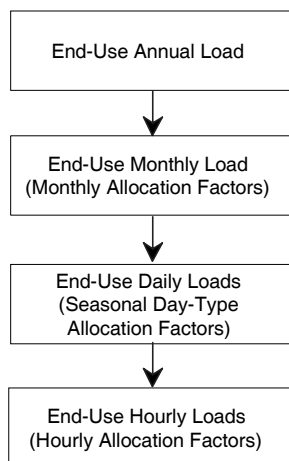 End-Use Annual Load
End-Use Monthly Load
(Monthly Allocation Factors)
End-Use Daily Loads
(Seasonal Day-Type
Allocation Factors)
End-Use Hourly Loads
(Hourly Allocation Factors)